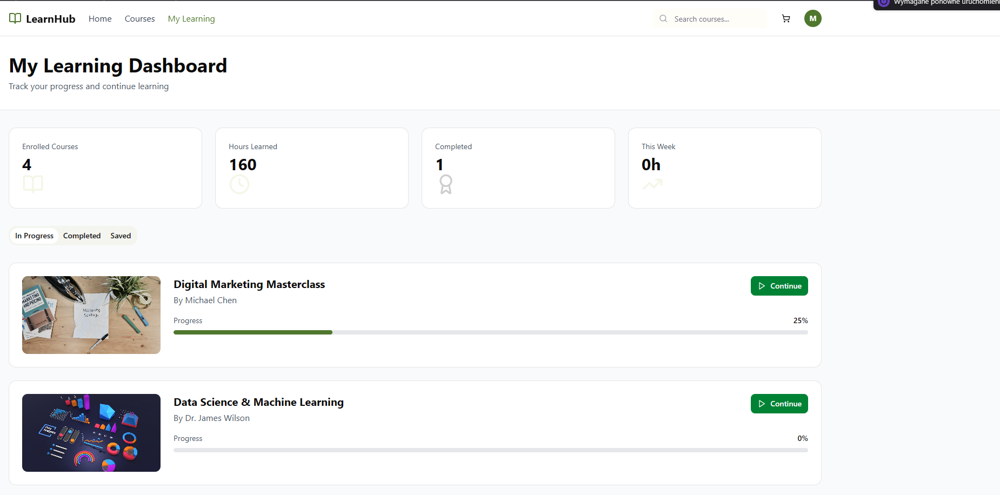 Wymagane ponowne uruchomieni
LearnHub Home Courses My Learning Search courses... M
My Learning Dashboard
Track your progress and continue learning
Enrolled Courses Hours Learned Completed This Week
4 160 1 0h
In Progress Completed Saved
Digital Marketing Masterclass Continue
By Michael Chen
MARKETING
AND PRICING
Marketing
Strategy
Progress 25%
Data Science & Machine Learning Continue
By Dr. James Wilson
Data
Analytics
Progress 0%